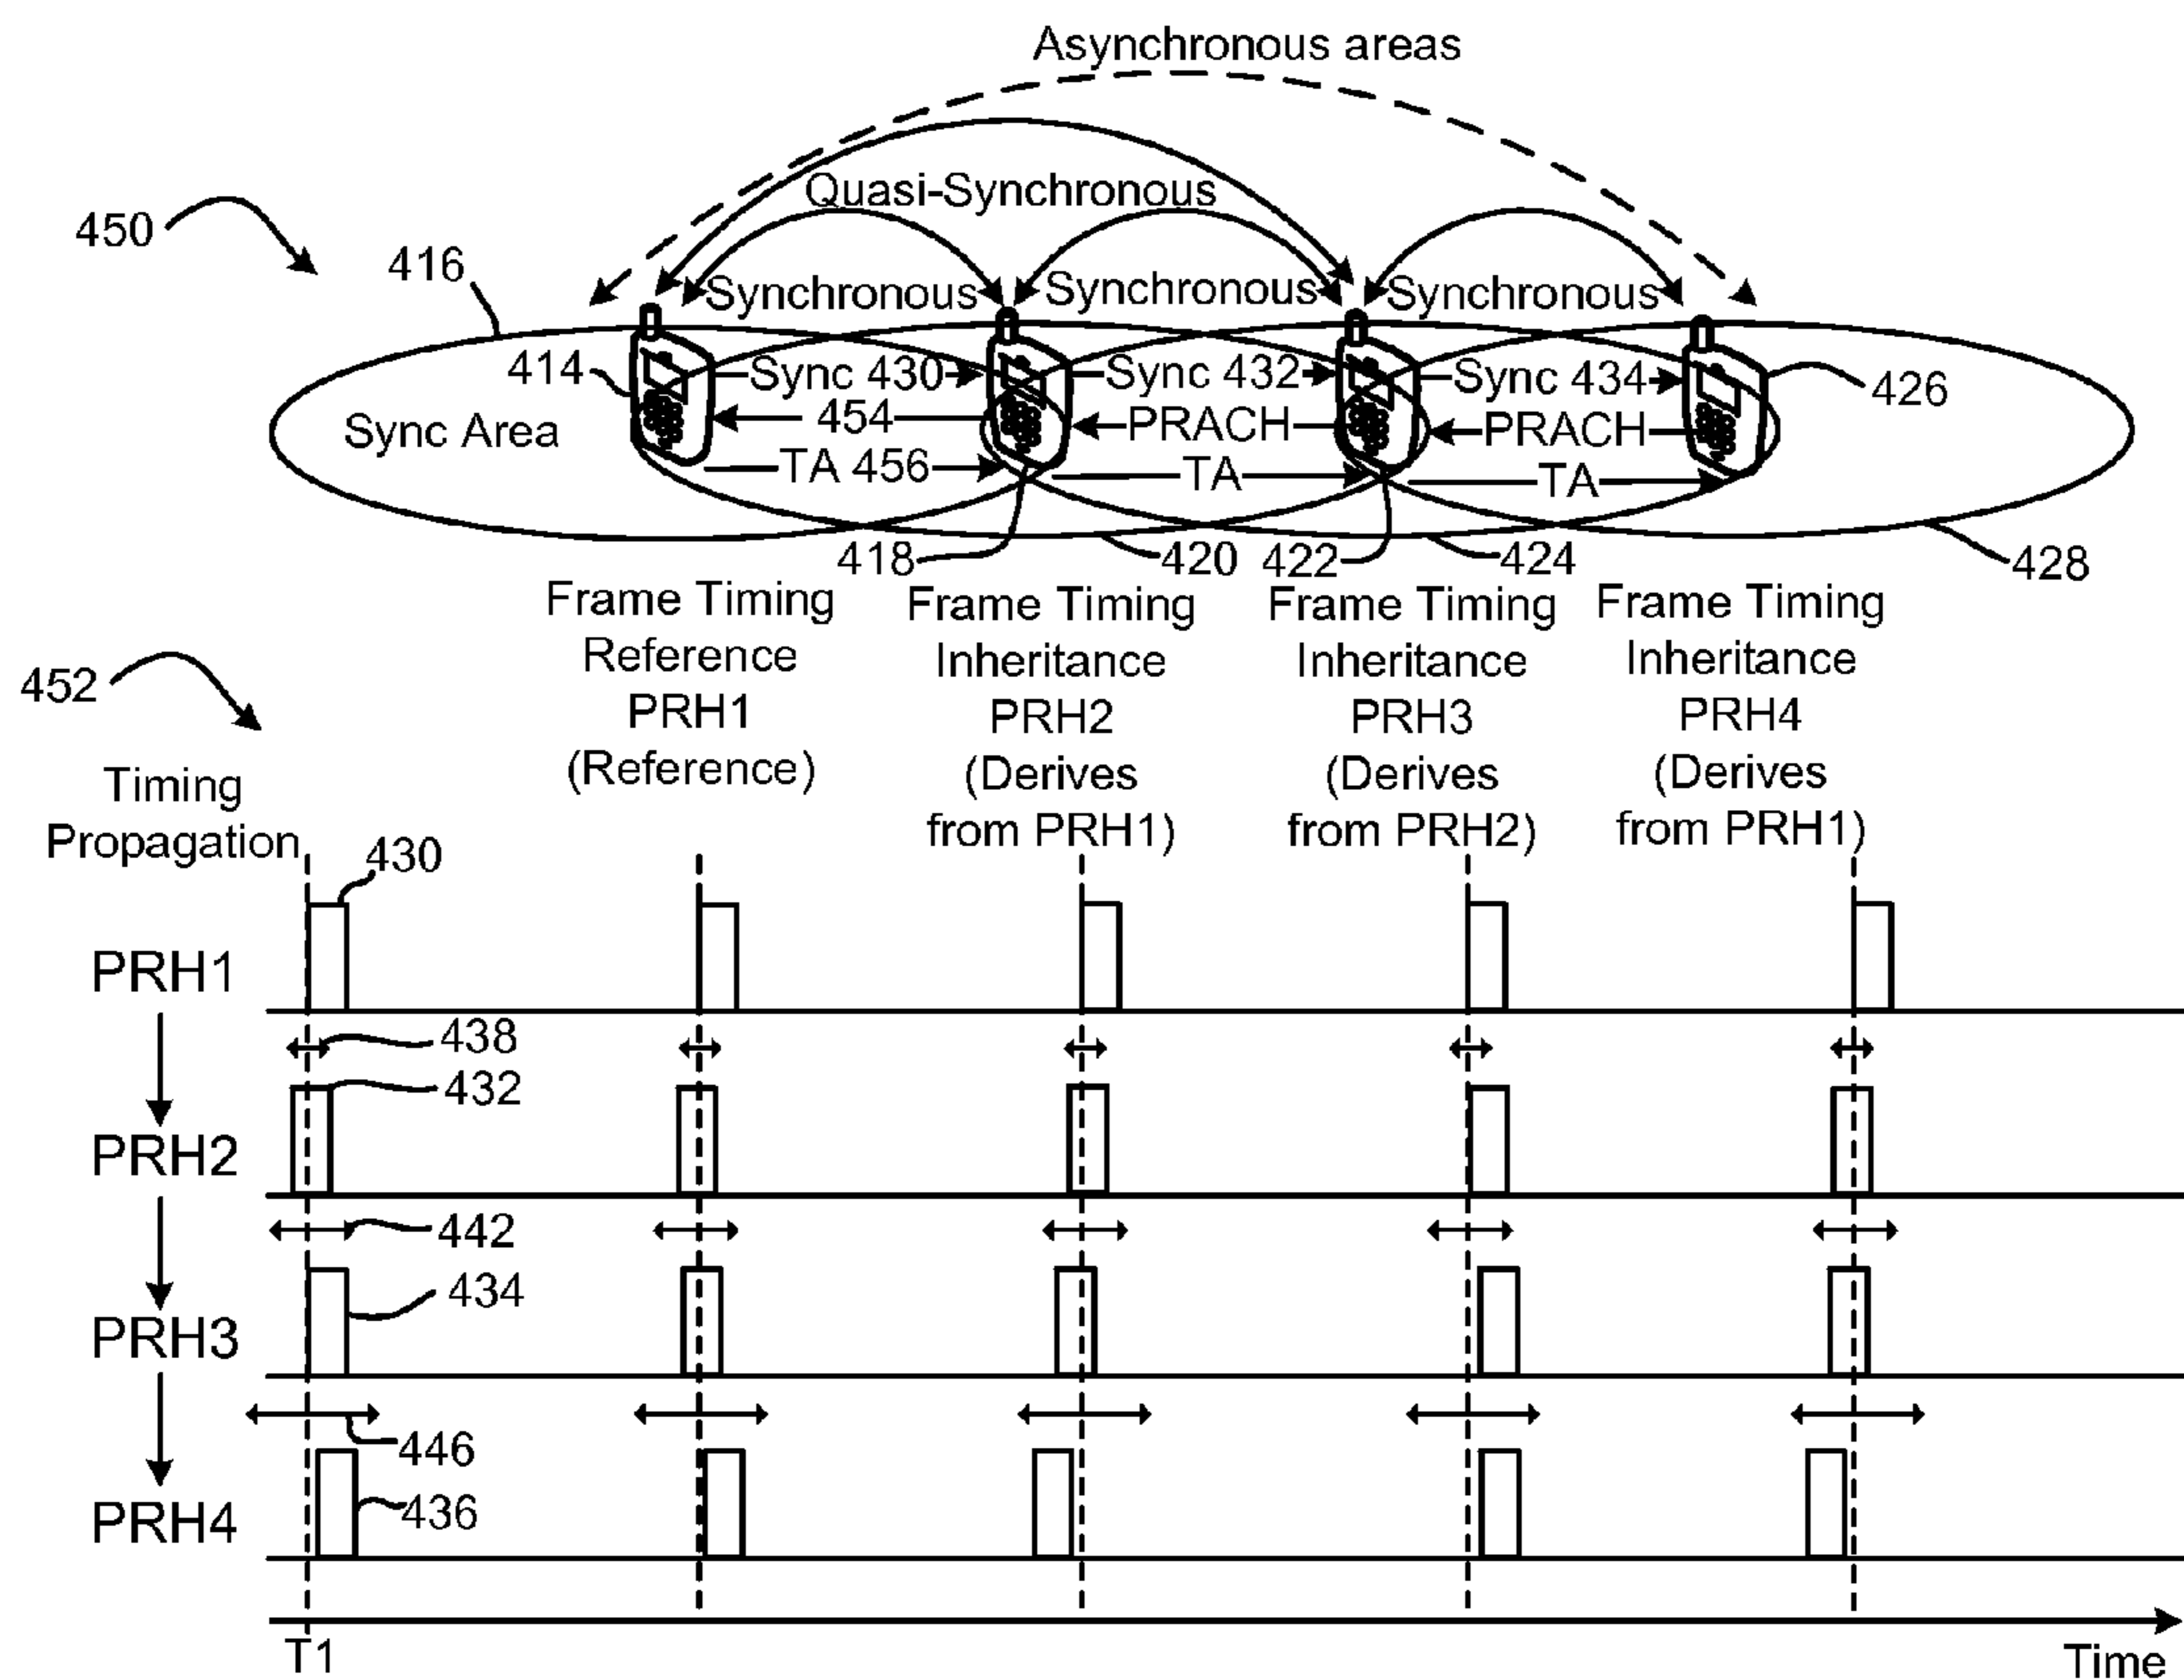 Asynchronous areas
Quasi-Synchronous
450
416
Synchronous
Synchronous
Synchronous
414
Sync 430
Sync 432
Sync 434
426
Sync Area
454
PRACH
PRACH
TA 456
TA
TA
418
420
422
424
428
Frame Timing
Reference
PRH1
(Reference)
Frame Timing
Inheritance
PRH2
(Derives
from PRH1)
Frame Timing
Inheritance
PRH3
(Derives
from PRH2)
Frame Timing
Inheritance
PRH4
(Derives
from PRH1)
452
Timing
Propagation
430
PRH1
438
432
PRH2
442
434
PRH3
446
436
PRH4
T1
Time